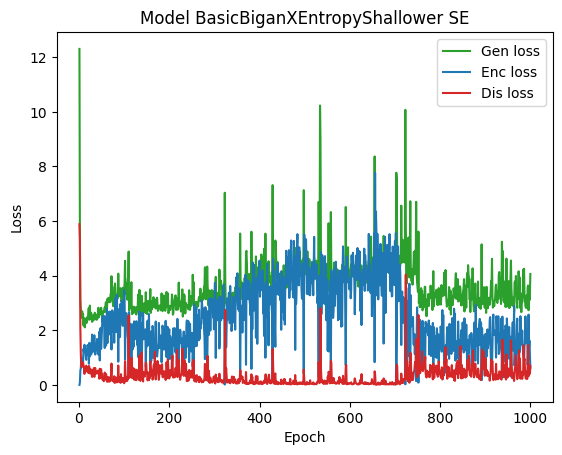 Model BasicBiganXEntropyShallower SE
Gen loss
Enc loss
Dis loss
12
10
8
6
4
2
0
Loss
0 200 400 600 800 1000
Epoch